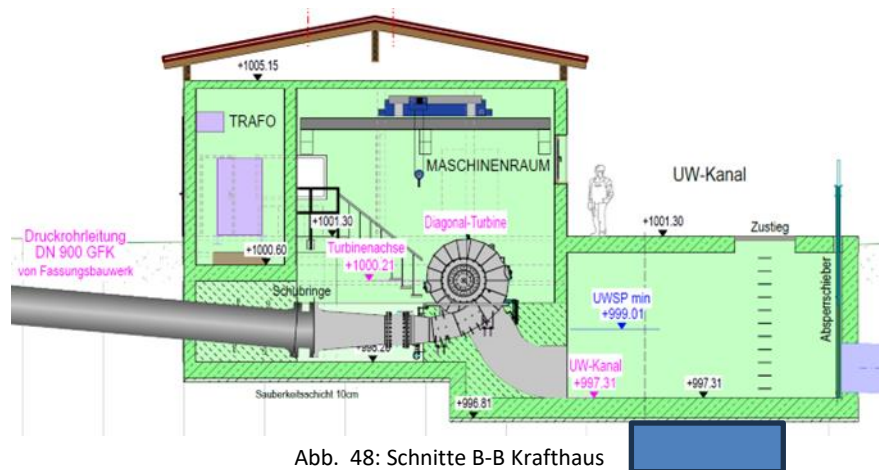 +1005.15
TRAFO
MASCHINENRAUM
UW-Kanal
Diagonal-Turbine
+1001.30
+1001.30
Zustieg
Druckrohrleitung
DN 900 GFK
von Fassungsbauwerk
+1000.60
Turbinenachse
+1000.21
Schubringe
UWSP min
+999.01
Absperrschieber
UW-Kanal
+997.31
+997.31
Sauberkeitsschicht 10cm
+996.81
Abb. 48: Schnitte B-B Krafthaus